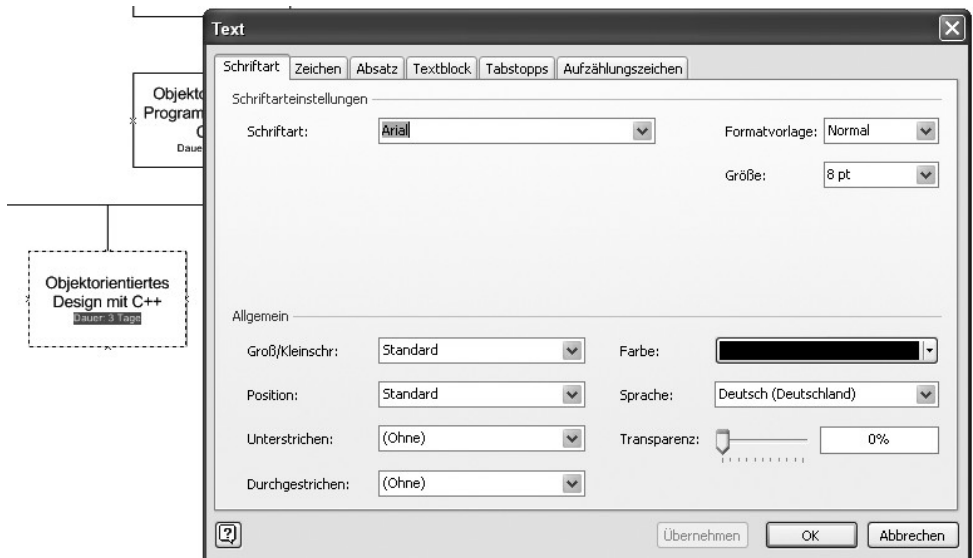 Text
Schriftart Zeichen Absatz Textblock Tabstopps Aufzählungszeichen
Schriftarteinstellungen
Schriftart: Arial Formatvorlage: Normal
Größe: 8 pt
Allgemein
Groß/Kleinschr: Standard Farbe:
Position: Standard Sprache: Deutsch (Deutschland)
Unterstrichen: (Ohne) Transparenz: 0%
Durchgestrichen: (Ohne)
Übernehmen OK Abbrechen
Objekto
Program
C
Daue
Objektorientiertes
Design mit C++
Dauer: 3 Tage